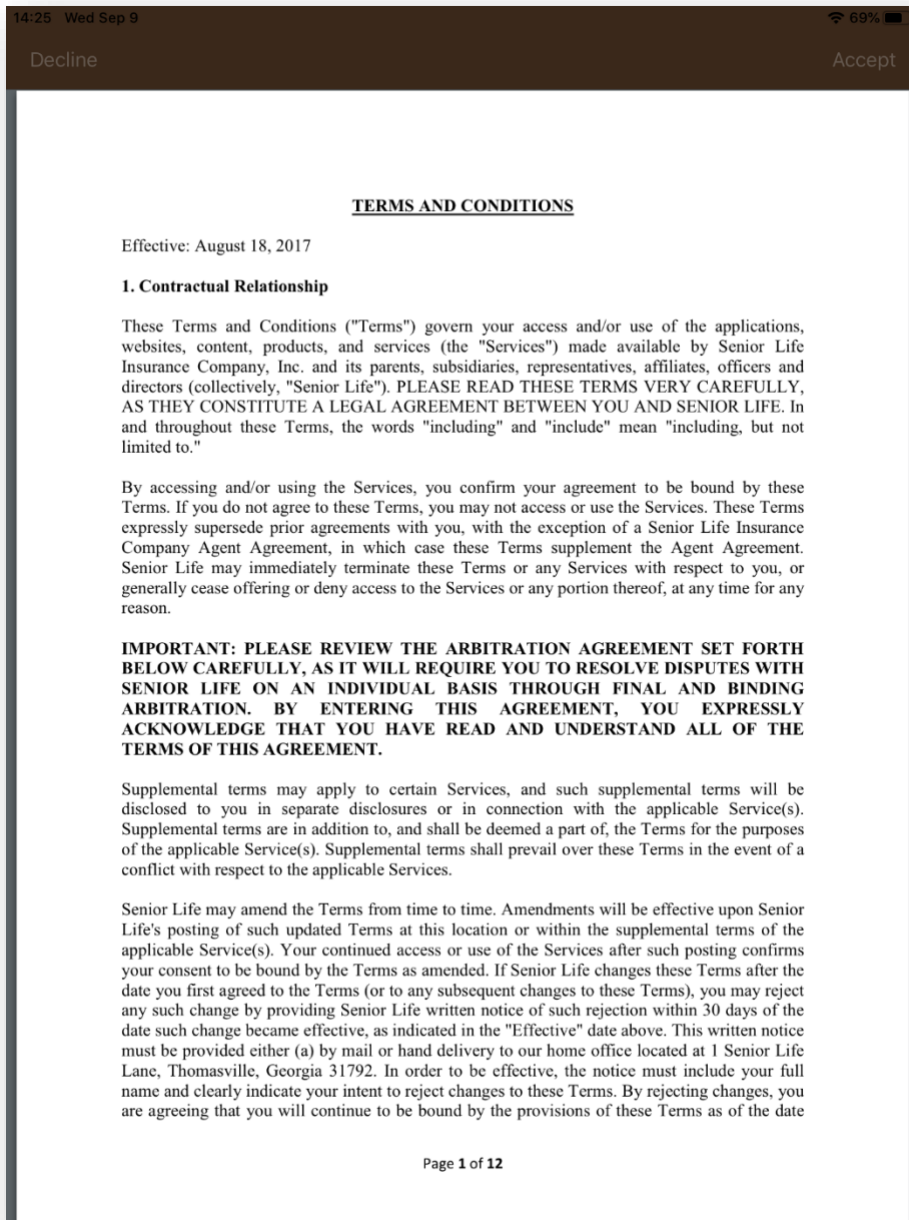 14:25 Wed Sep 9 69%
Decline Accept
TERMS AND CONDITIONS
Effective: August 18, 2017
1. Contractual Relationship
These Terms and Conditions ("Terms") govern your access and/or use of the applications,
websites, content, products, and services (the "Services") made available by Senior Life
Insurance Company, Inc. and its parents, subsidiaries, representatives, affiliates, officers and
directors (collectively, "Senior Life"). PLEASE READ THESE TERMS VERY CAREFULLY,
AS THEY CONSTITUTE A LEGAL AGREEMENT BETWEEN YOU AND SENIOR LIFE. In
and throughout these Terms, the words "including" and "include" mean "including, but not
limited to."
By accessing and/or using the Services, you confirm your agreement to be bound by these
Terms. If you do not agree to these Terms, you may not access or use the Services. These Terms
expressly supersede prior agreements with you, with the exception of a Senior Life Insurance
Company Agent Agreement, in which case these Terms supplement the Agent Agreement.
Senior Life may immediately terminate these Terms or any Services with respect to you, or
generally cease offering or deny access to the Services or any portion thereof, at any time for any
reason.
IMPORTANT: PLEASE REVIEW THE ARBITRATION AGREEMENT SET FORTH
BELOW CAREFULLY, AS IT WILL REQUIRE YOU TO RESOLVE DISPUTES WITH
SENIOR LIFE ON AN INDIVIDUAL BASIS THROUGH FINAL AND BINDING
ARBITRATION. BY ENTERING THIS AGREEMENT, YOU EXPRESSLY
ACKNOWLEDGE THAT YOU HAVE READ AND UNDERSTAND ALL OF THE
TERMS OF THIS AGREEMENT.
Supplemental terms may apply to certain Services, and such supplemental terms will be
disclosed to you in separate disclosures or in connection with the applicable Service(s).
Supplemental terms are in addition to, and shall be deemed a part of, the Terms for the purposes
of the applicable Service(s). Supplemental terms shall prevail over these Terms in the event of a
conflict with respect to the applicable Services.
Senior Life may amend the Terms from time to time. Amendments will be effective upon Senior
Life's posting of such updated Terms at this location or within the supplemental terms of the
applicable Service(s). Your continued access or use of the Services after such posting confirms
your consent to be bound by the Terms as amended. If Senior Life changes these Terms after the
date you first agreed to the Terms (or to any subsequent changes to these Terms), you may reject
any such change by providing Senior Life written notice of such rejection within 30 days of the
date such change became effective, as indicated in the "Effective" date above. This written notice
must be provided either (a) by mail or hand delivery to our home office located at 1 Senior Life
Lane, Thomasville, Georgia 31792. In order to be effective, the notice must include your full
name and clearly indicate your intent to reject changes to these Terms. By rejecting changes, you
are agreeing that you will continue to be bound by the provisions of these Terms as of the date
Page 1 of 12